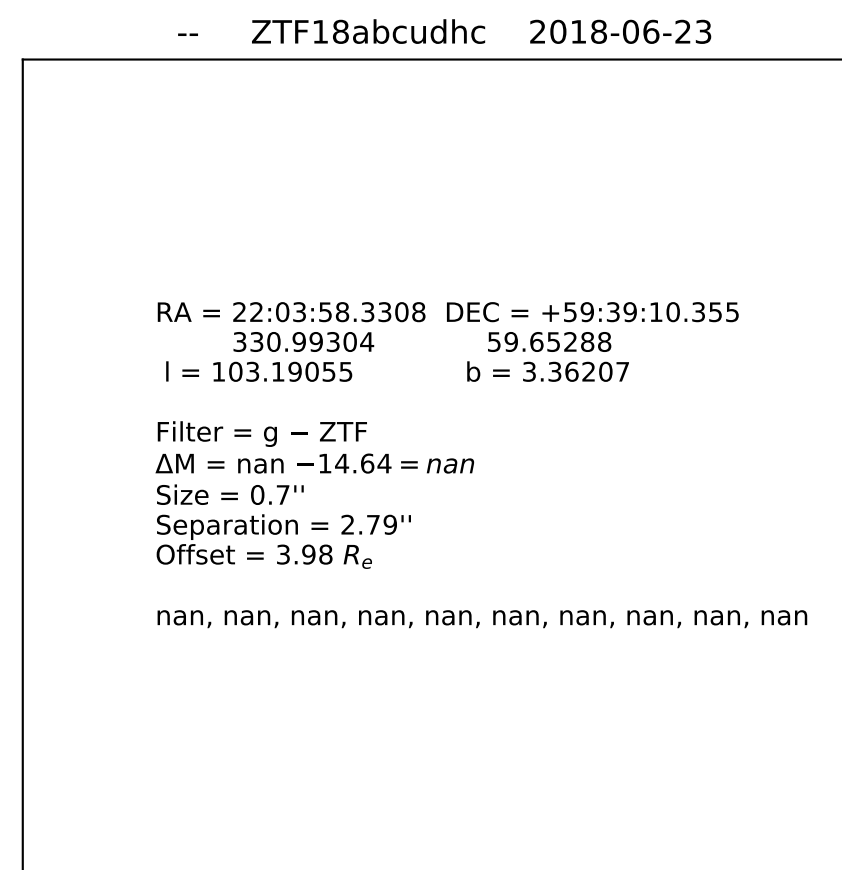 -- ZTF18abcudhc 2018-06-23
RA = 22:03:58.3308 DEC = +59:39:10.355
330.99304 59.65288
l = 103.19055 b = 3.36207
Filter = g − ZTF
ΔM = nan −14.64 = nan
Size = 0.7''
Separation = 2.79''
Offset = 3.98 Rₑ
nan, nan, nan, nan, nan, nan, nan, nan, nan, nan